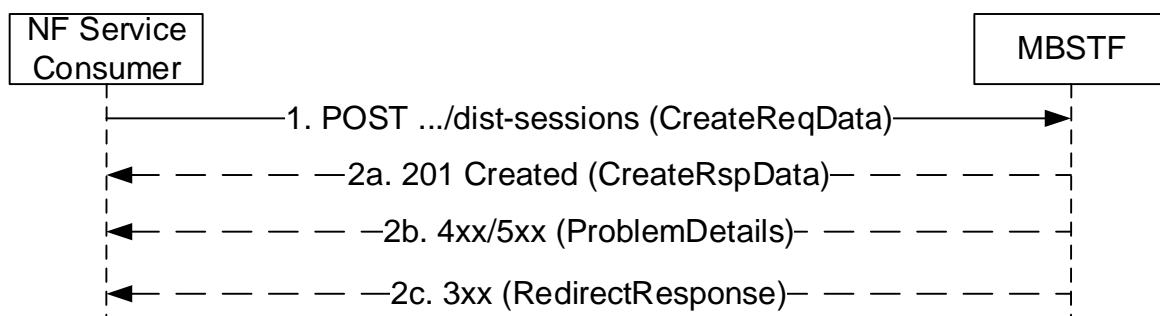 NF Service
Consumer
MBSTF
1. POST .../dist-sessions (CreateReqData)
2a. 201 Created (CreateRspData)
2b. 4xx/5xx (ProblemDetails)
2c. 3xx (RedirectResponse)